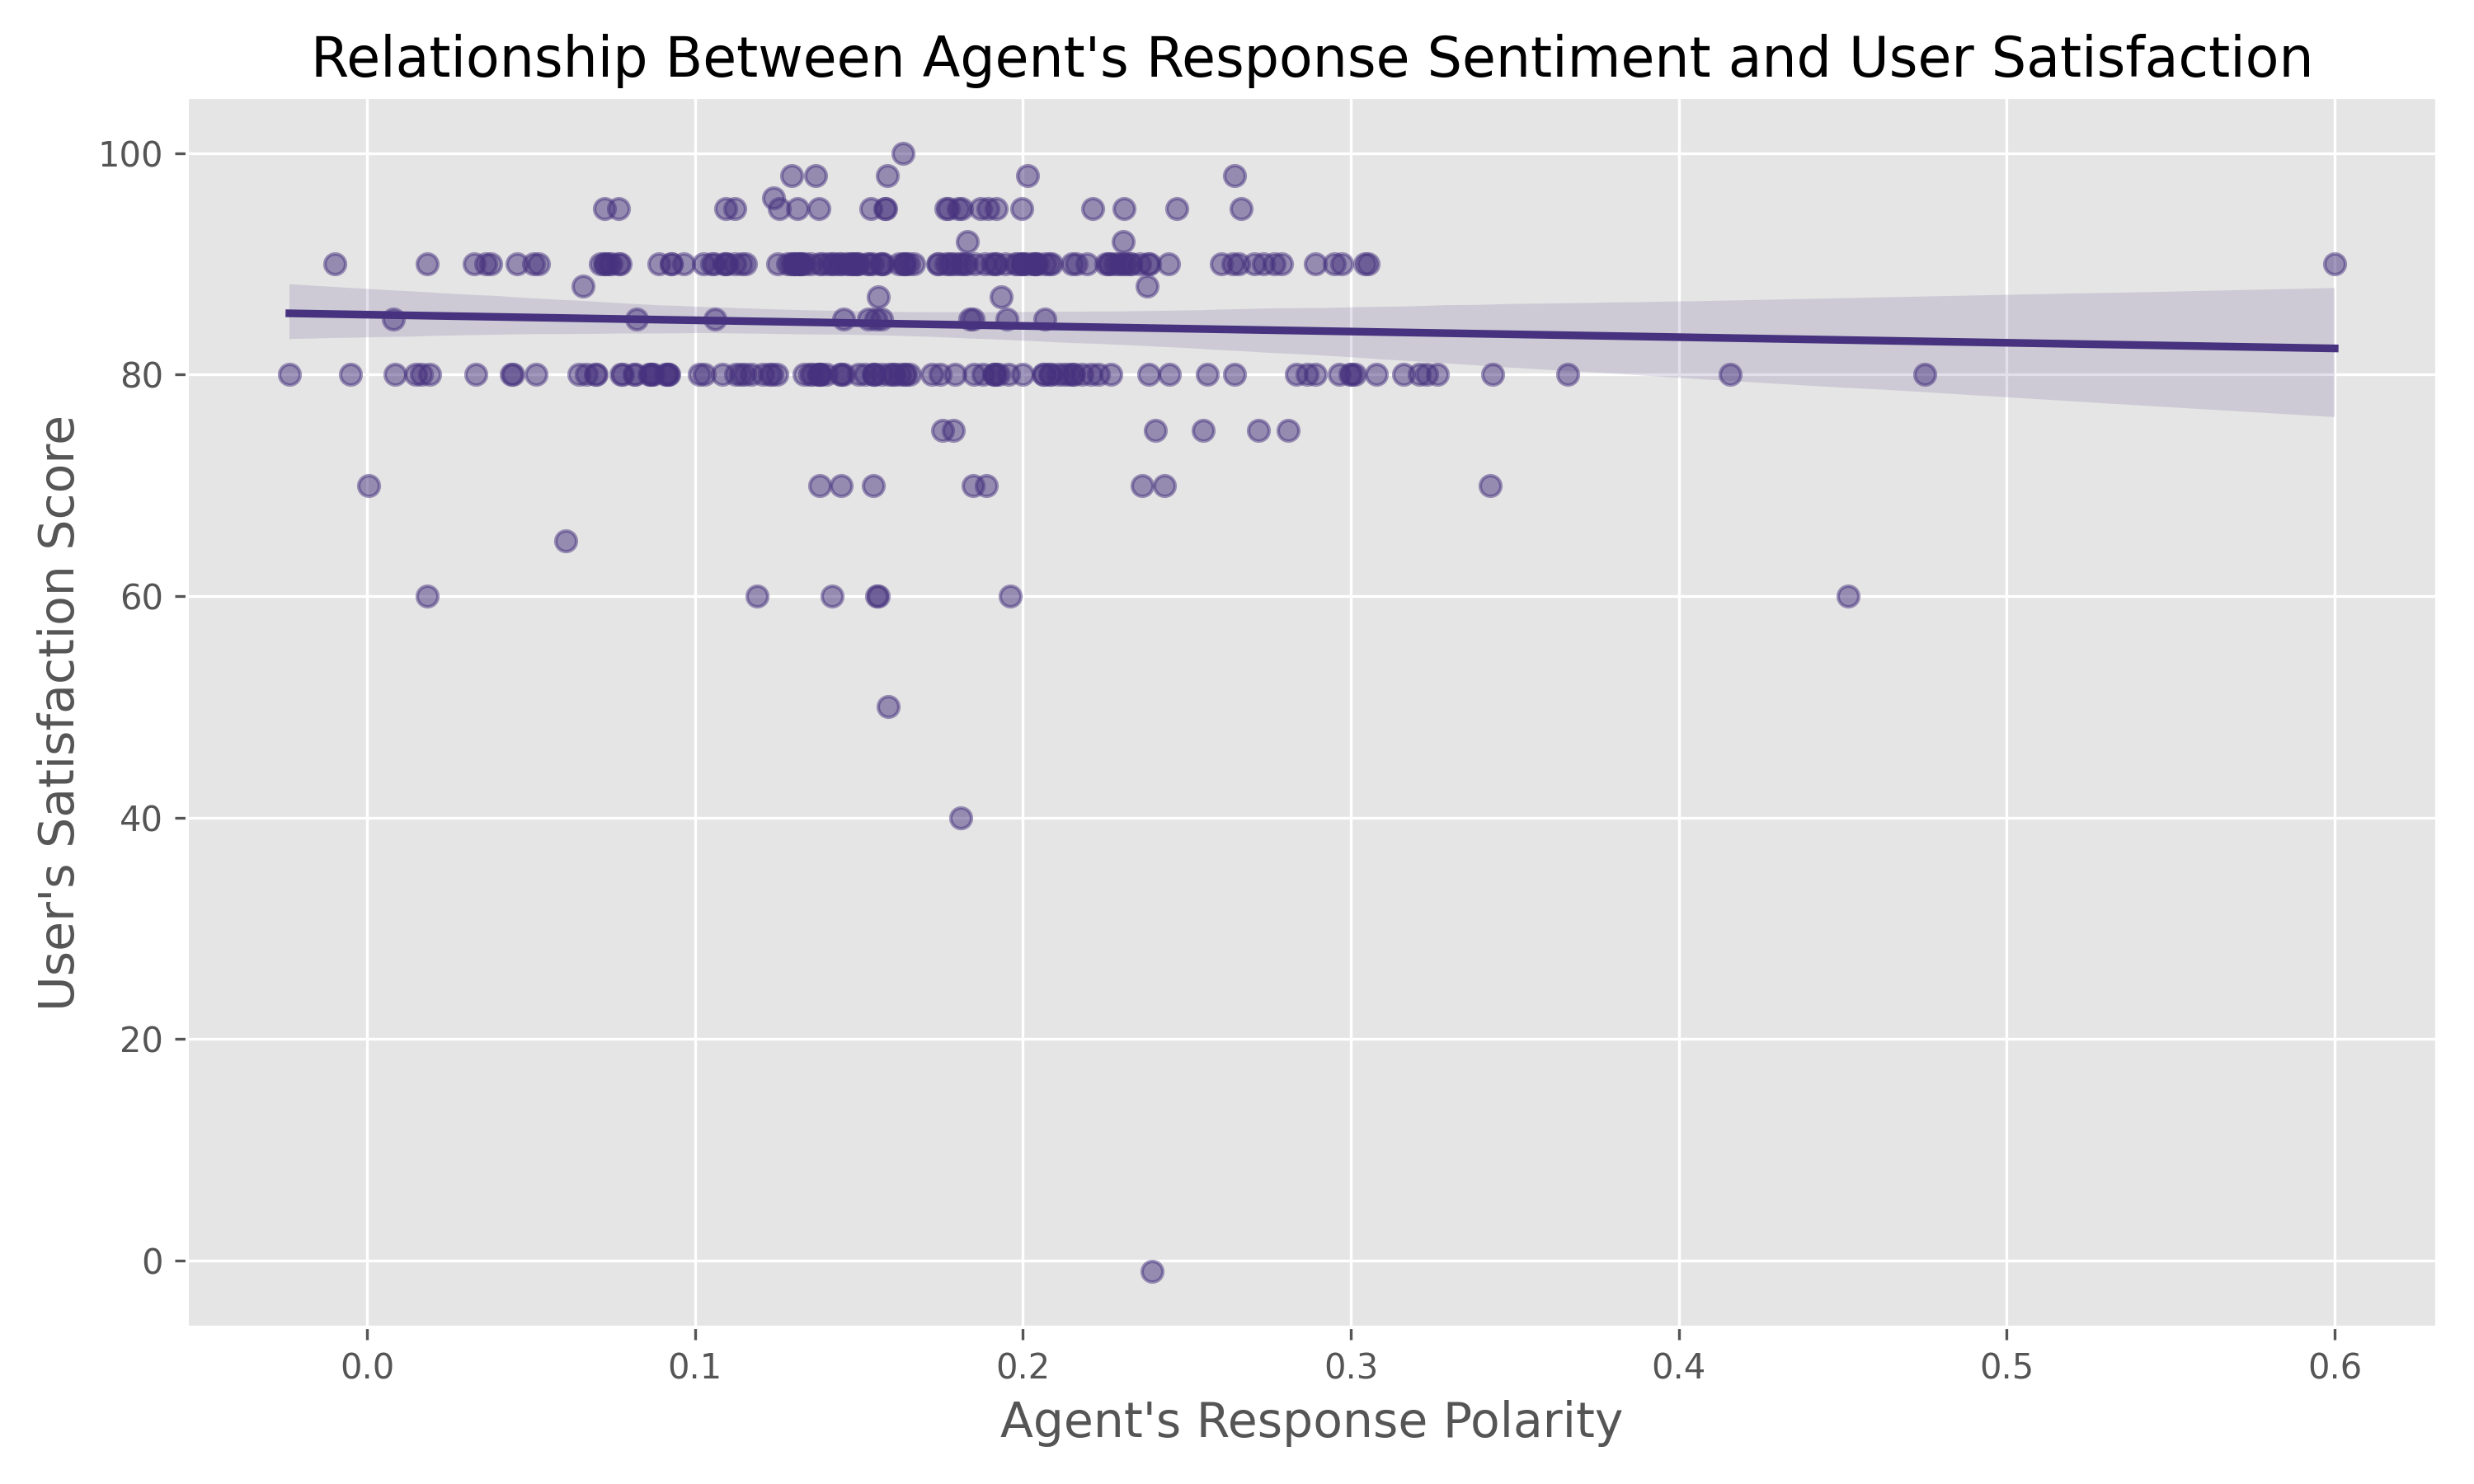 Relationship Between Agent's Response Sentiment and User Satisfaction
100
80
60
40
20
0
User's Satisfaction Score
0.0 0.1 0.2 0.3 0.4 0.5 0.6
Agent's Response Polarity